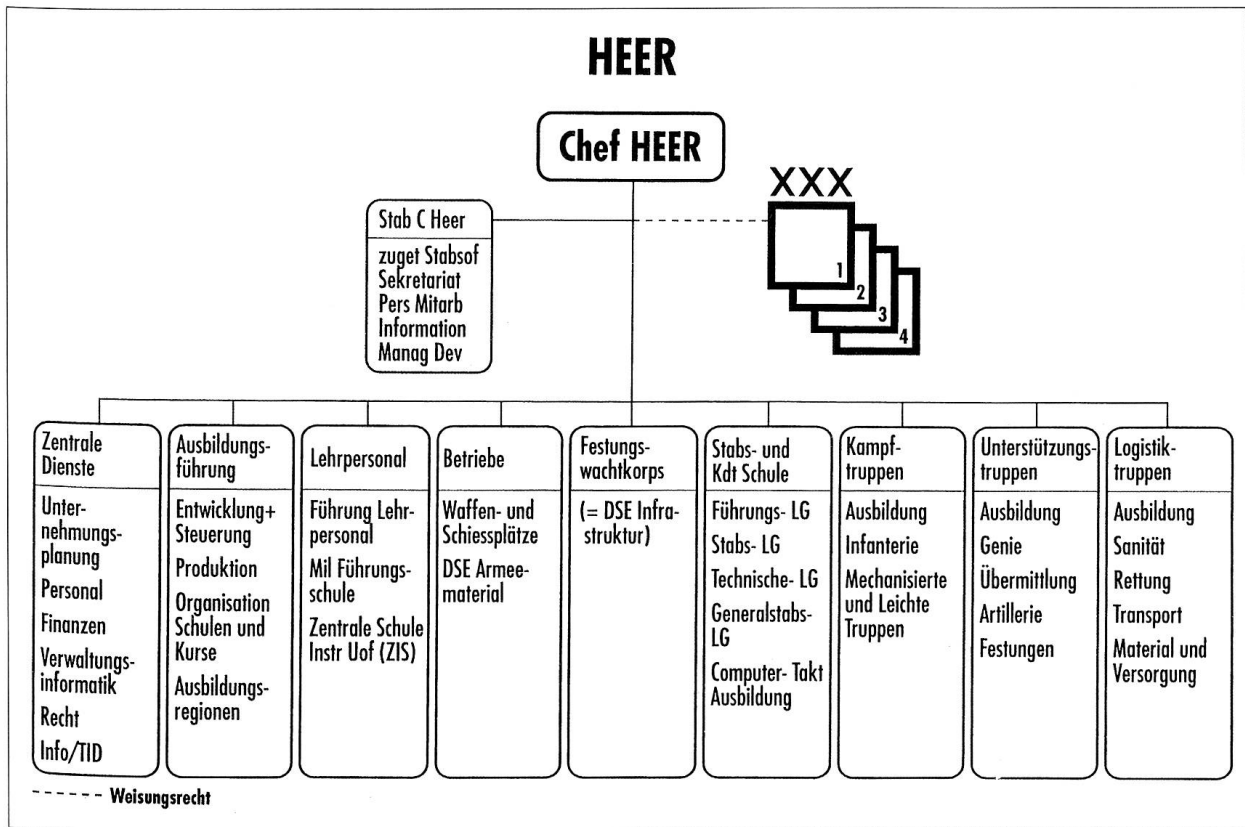 HEER
Chef HEER
XXX
1
2
3
4
Stab C Heer
zuget Stabsof
Sekretariat
Pers Mitarb
Information
Manag Dev
Zentrale
Dienste
Unter-
nehmungs-
planung
Personal
Finanzen
Verwaltungs-
informatik
Recht
Info/TID
Ausbildungs-
führung
Entwicklung+
Steuerung
Produktion
Organisation
Schulen und
Kurse
Ausbildungs-
regionen
Lehrpersonal
Führung Lehr-
personal
Mil Führungs-
schule
Zentrale Schule
Instr Uof (ZIS)
Betriebe
Waffen- und
Schiessplätze
DSE Armee-
material
Festungs-
wachtkorps
(= DSE Infra-
struktur)
Stabs- und
Kdt Schule
Führungs- LG
Stabs- LG
Technische- LG
Generalstabs-
LG
Computer- Takt
Ausbildung
Kampf-
truppen
Ausbildung
Infanterie
Mechanisierte
und Leichte
Truppen
Unterstützungs-
truppen
Ausbildung
Genie
Übermittlung
Artillerie
Festungen
Logistik-
truppen
Ausbildung
Sanität
Rettung
Transport
Material und
Versorgung
------- Weisungsrecht